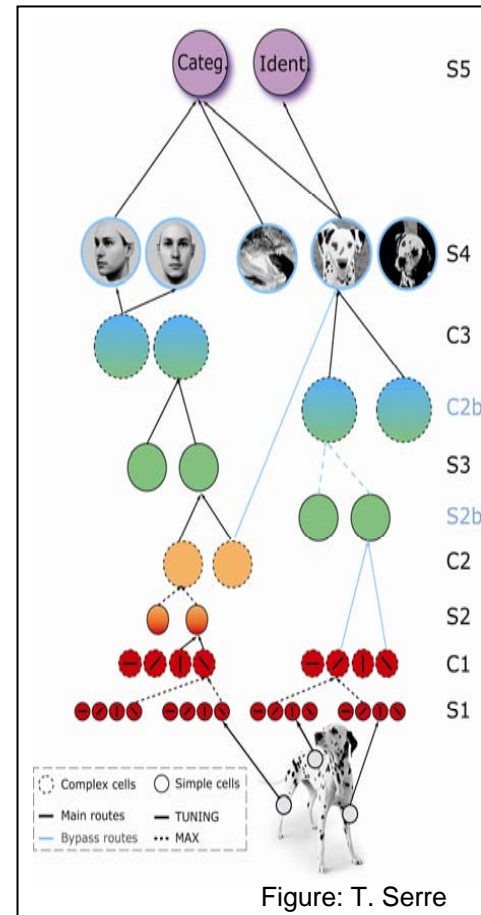 Categ.
Ident.
S5
S4
C3
C2b
S3
S2b
C2
S2
C1
S1
Complex cells
Simple cells
Main routes
TUNING
Bypass routes
MAX
Figure: T. Serre